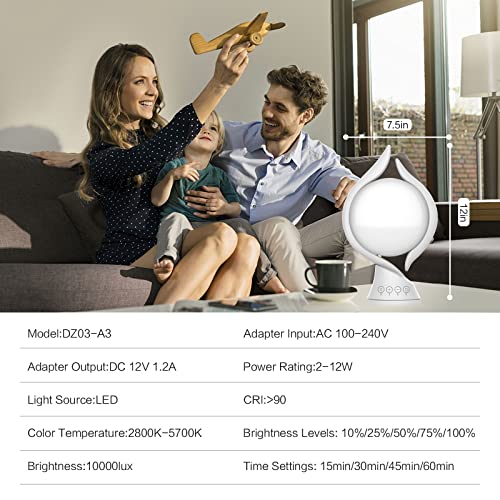 7.5in
12in
Model:DZ03-A3
Adapter Input:AC 100-240V
Adapter Output:DC 12V 1.2A
Power Rating:2-12W
Light Source:LED
CRI:>90
Color Temperature:2800K-5700K
Brightness Levels: 10%/25%/50%/75%/100%
Brightness:10000lux
Time Settings: 15min/30min/45min/60min